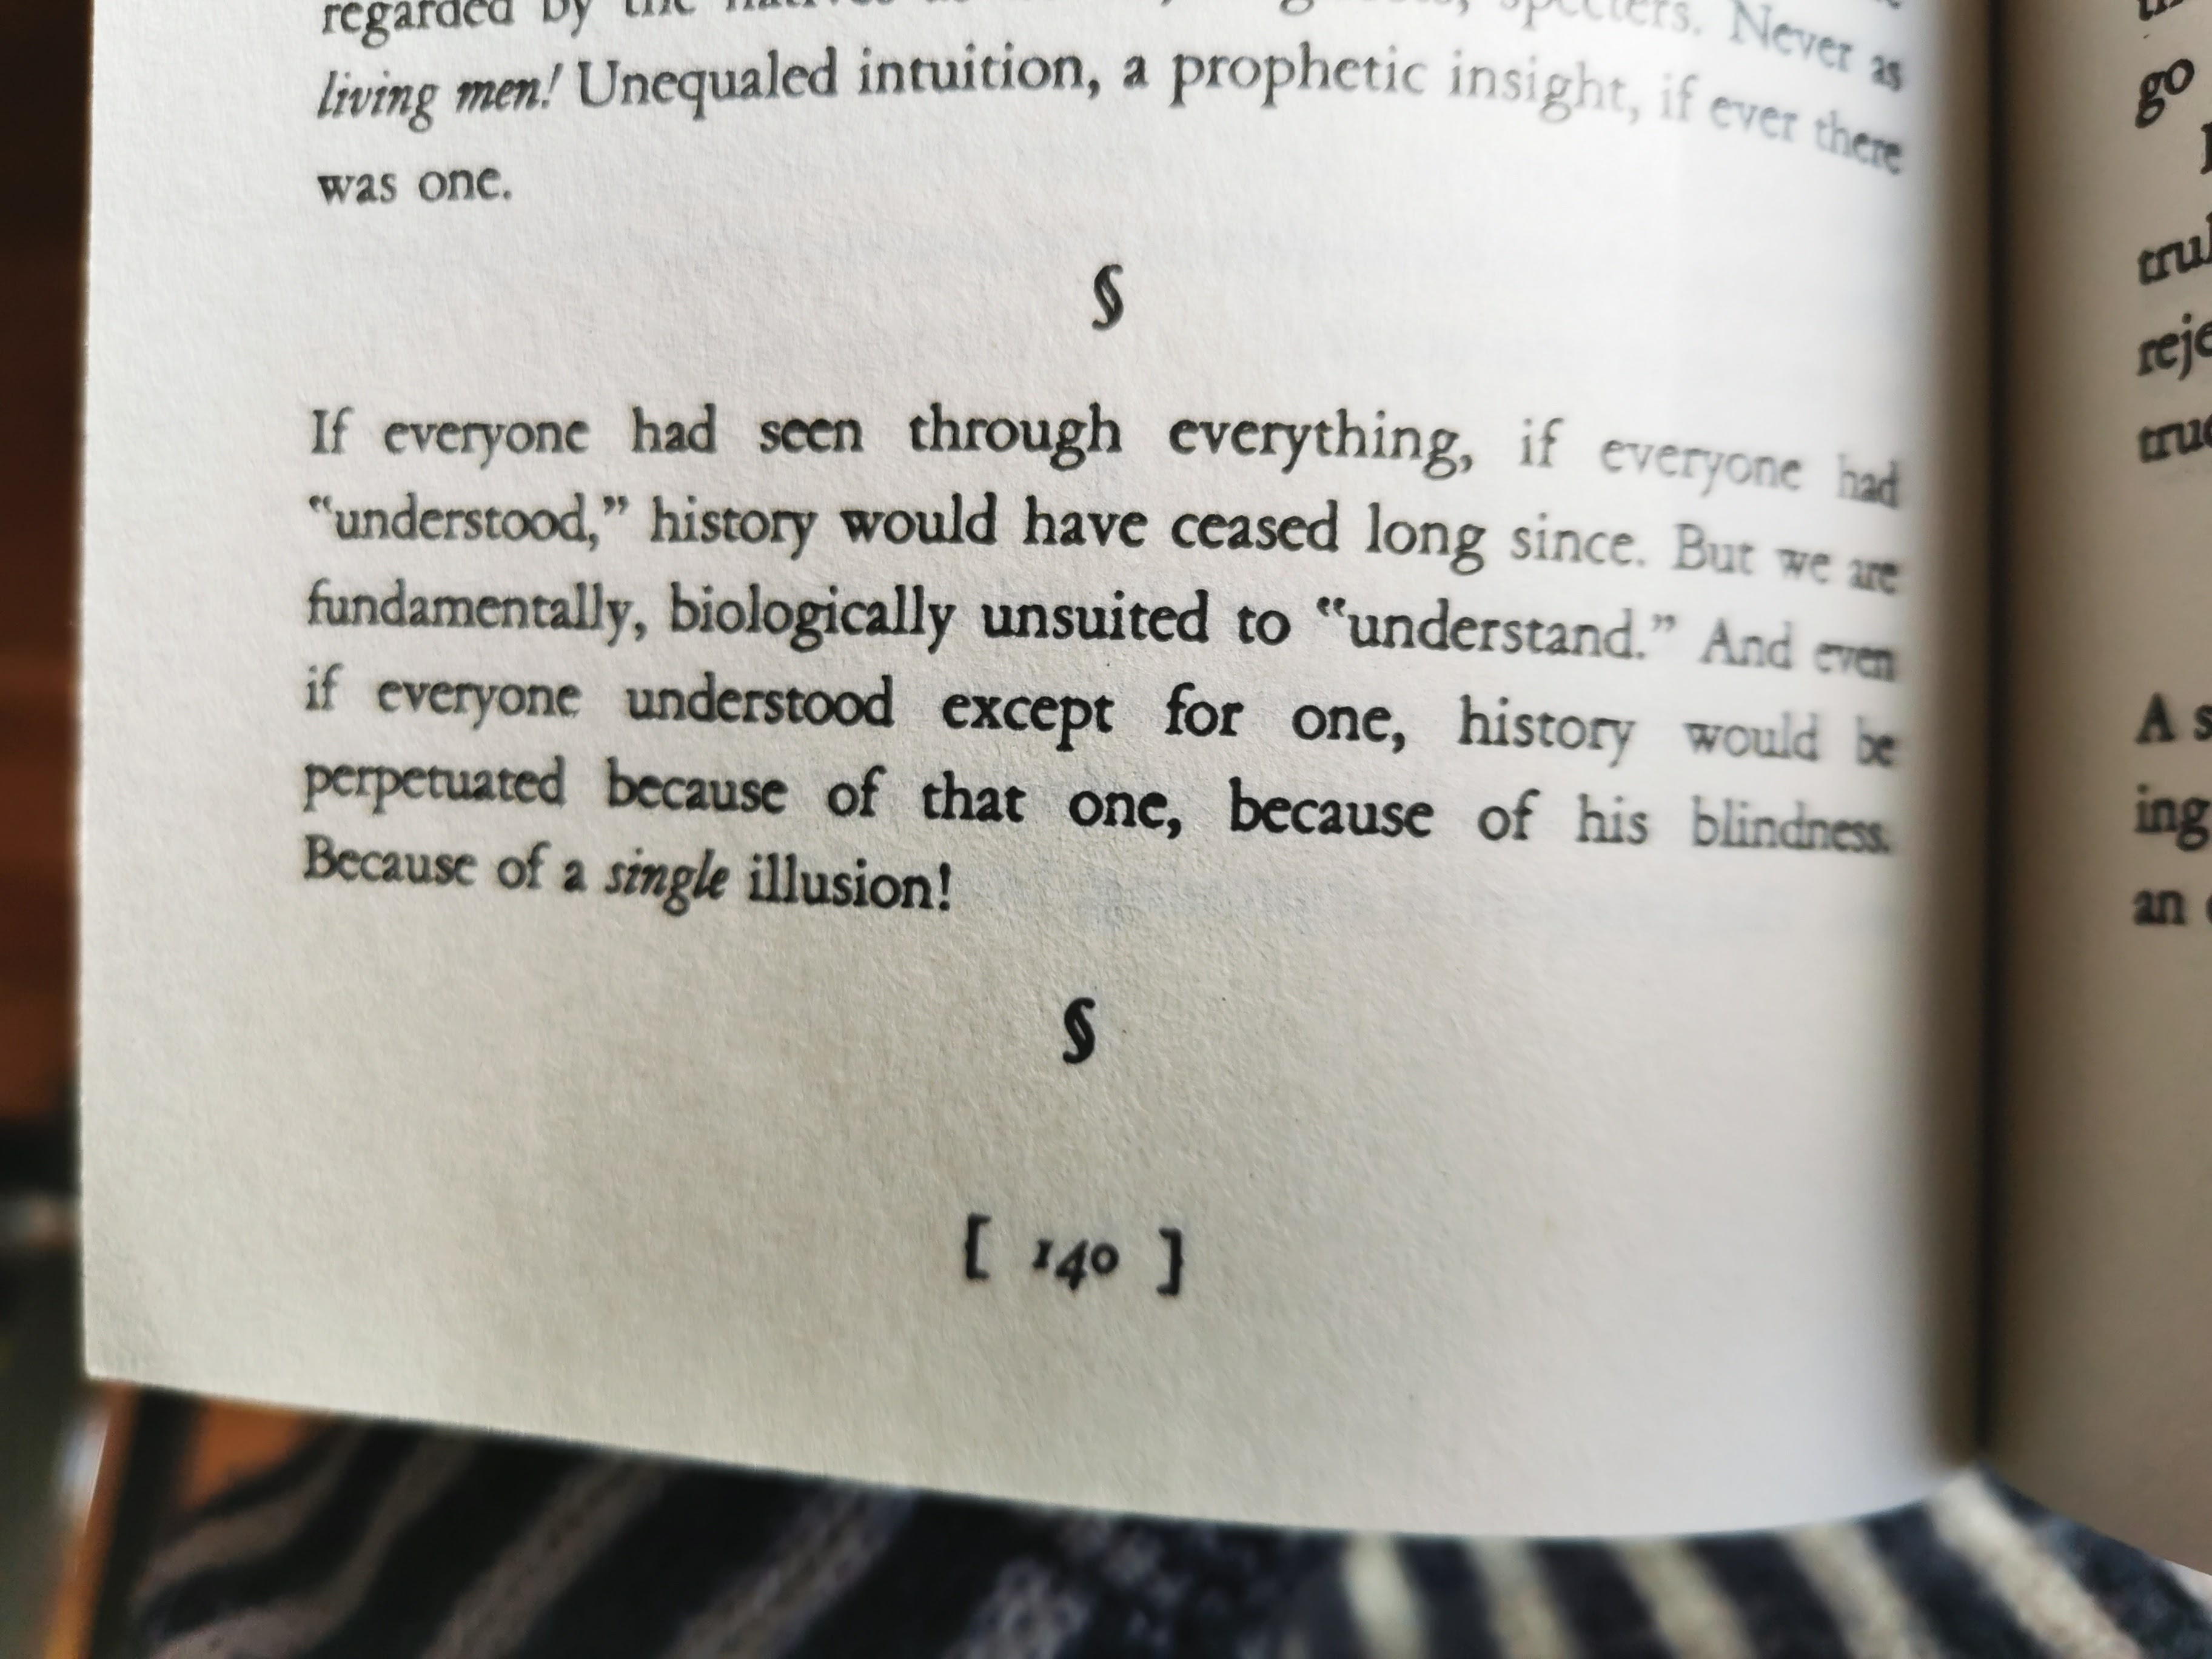 regarded by the natives specters. Never as
living men! Unequaled intuition, a prophetic insight, if ever there
was one.
§
If everyone had seen through everything, if everyone had
“understood,” history would have ceased long since. But we are
fundamentally, biologically unsuited to “understand.” And even
if everyone understood except for one, history would be
perpetuated because of that one, because of his blindness.
Because of a single illusion!
§
[ 140 ]
go
reje
A s
ing
an